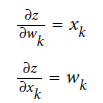 ∂z/∂w_k = x_k
∂z/∂x_k = w_k